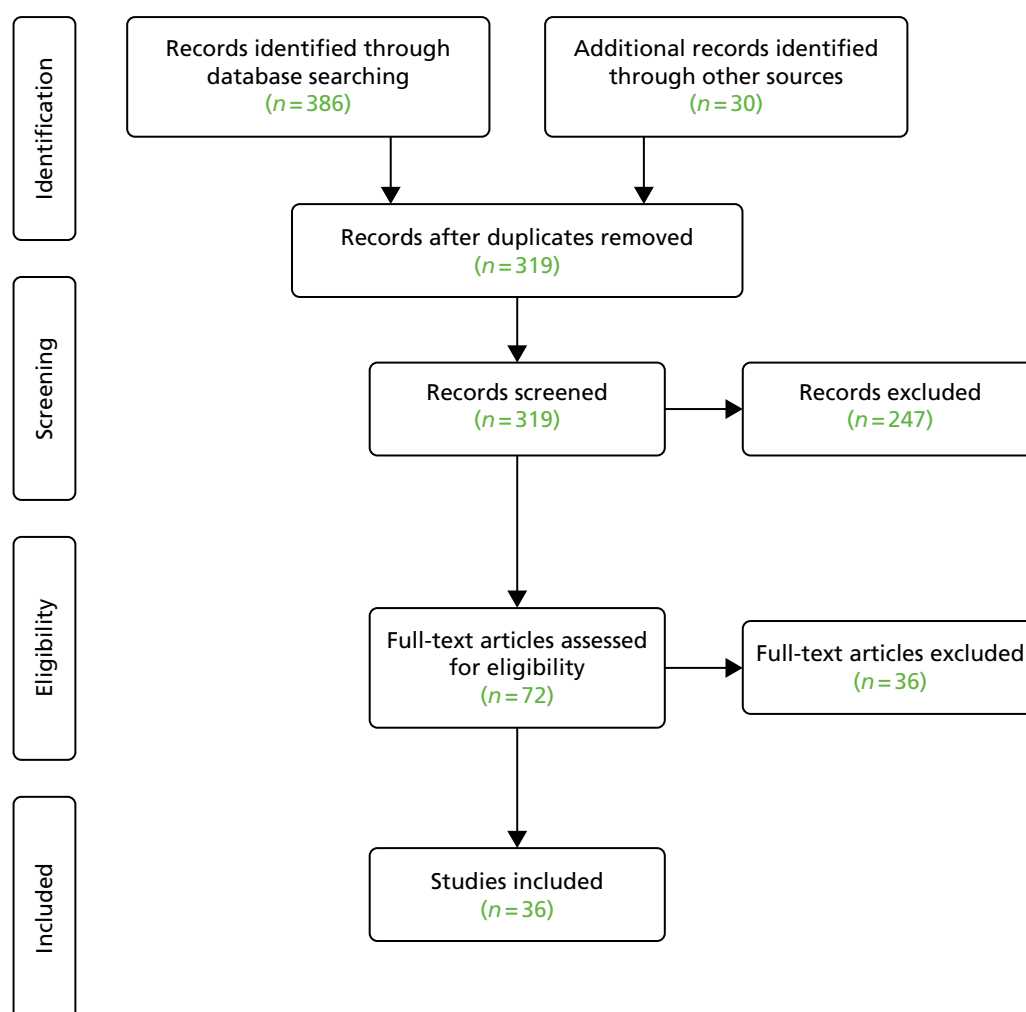 Identification
Records identified through
database searching
(n=386)
Additional records identified
through other sources
(n=30)
Records after duplicates removed
(n=319)
Screening
Records screened
(n=319)
Records excluded
(n=247)
Eligibility
Full-text articles assessed
for eligibility
(n=72)
Full-text articles excluded
(n=36)
Included
Studies included
(n=36)